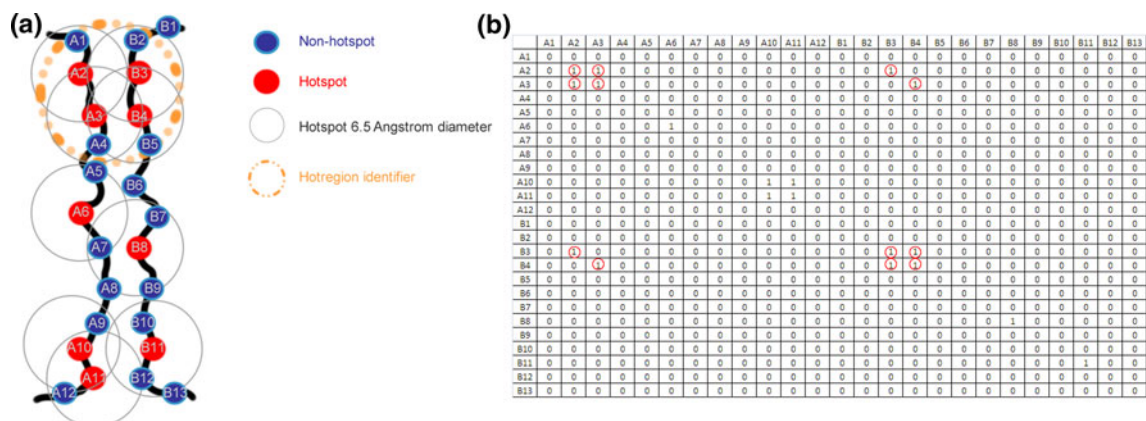 (a)
A1 B2 B1
A2 B3
A3 B4
A4 B5
A5
B6
A6 B7
A7 B8
A8 B9
A9 B10
A10 B11
A11 B12
A12 B13
Non-hotspot
Hotspot
Hotspot 6.5 Angstrom diameter
Hotregion identifier
(b)
A1 A2 A3 A4 A5 A6 A7 A8 A9 A10 A11 A12 B1 B2 B3 B4 B5 B6 B7 B8 B9 B10 B11 B12 B13
A1 0 0 0 0 0 0 0 0 0 0 0 0 0 0 0 0 0 0 0 0 0 0 0 0 0
A2 0 1 1 0 0 0 0 0 0 0 0 0 0 0 1 0 0 0 0 0 0 0 0 0 0
A3 0 1 1 0 0 0 0 0 0 0 0 0 0 0 0 1 0 0 0 0 0 0 0 0 0
A4 0 0 0 0 0 0 0 0 0 0 0 0 0 0 0 0 0 0 0 0 0 0 0 0 0
A5 0 0 0 0 0 0 0 0 0 0 0 0 0 0 0 0 0 0 0 0 0 0 0 0 0
A6 0 0 0 0 0 1 0 0 0 0 0 0 0 0 0 0 0 0 0 0 0 0 0 0 0
A7 0 0 0 0 0 0 0 0 0 0 0 0 0 0 0 0 0 0 0 0 0 0 0 0 0
A8 0 0 0 0 0 0 0 0 0 0 0 0 0 0 0 0 0 0 0 0 0 0 0 0 0
A9 0 0 0 0 0 0 0 0 0 0 0 0 0 0 0 0 0 0 0 0 0 0 0 0 0
A10 0 0 0 0 0 0 0 0 0 1 1 0 0 0 0 0 0 0 0 0 0 0 0 0 0
A11 0 0 0 0 0 0 0 0 0 1 1 0 0 0 0 0 0 0 0 0 0 0 0 0 0
A12 0 0 0 0 0 0 0 0 0 0 0 0 0 0 0 0 0 0 0 0 0 0 0 0 0
B1 0 0 0 0 0 0 0 0 0 0 0 0 0 0 0 0 0 0 0 0 0 0 0 0 0
B2 0 0 0 0 0 0 0 0 0 0 0 0 0 0 0 0 0 0 0 0 0 0 0 0 0
B3 0 1 0 0 0 0 0 0 0 0 0 0 0 0 1 1 0 0 0 0 0 0 0 0 0
B4 0 0 1 0 0 0 0 0 0 0 0 0 0 0 1 1 0 0 0 0 0 0 0 0 0
B5 0 0 0 0 0 0 0 0 0 0 0 0 0 0 0 0 0 0 0 0 0 0 0 0 0
B6 0 0 0 0 0 0 0 0 0 0 0 0 0 0 0 0 0 0 0 0 0 0 0 0 0
B7 0 0 0 0 0 0 0 0 0 0 0 0 0 0 0 0 0 0 0 0 0 0 0 0 0
B8 0 0 0 0 0 0 0 0 0 0 0 0 0 0 0 0 0 0 0 1 0 0 0 0 0
B9 0 0 0 0 0 0 0 0 0 0 0 0 0 0 0 0 0 0 0 0 0 0 0 0 0
B10 0 0 0 0 0 0 0 0 0 0 0 0 0 0 0 0 0 0 0 0 0 0 0 0 0
B11 0 0 0 0 0 0 0 0 0 0 0 0 0 0 0 0 0 0 0 0 0 0 1 0 0
B12 0 0 0 0 0 0 0 0 0 0 0 0 0 0 0 0 0 0 0 0 0 0 0 0 0
B13 0 0 0 0 0 0 0 0 0 0 0 0 0 0 0 0 0 0 0 0 0 0 0 0 0